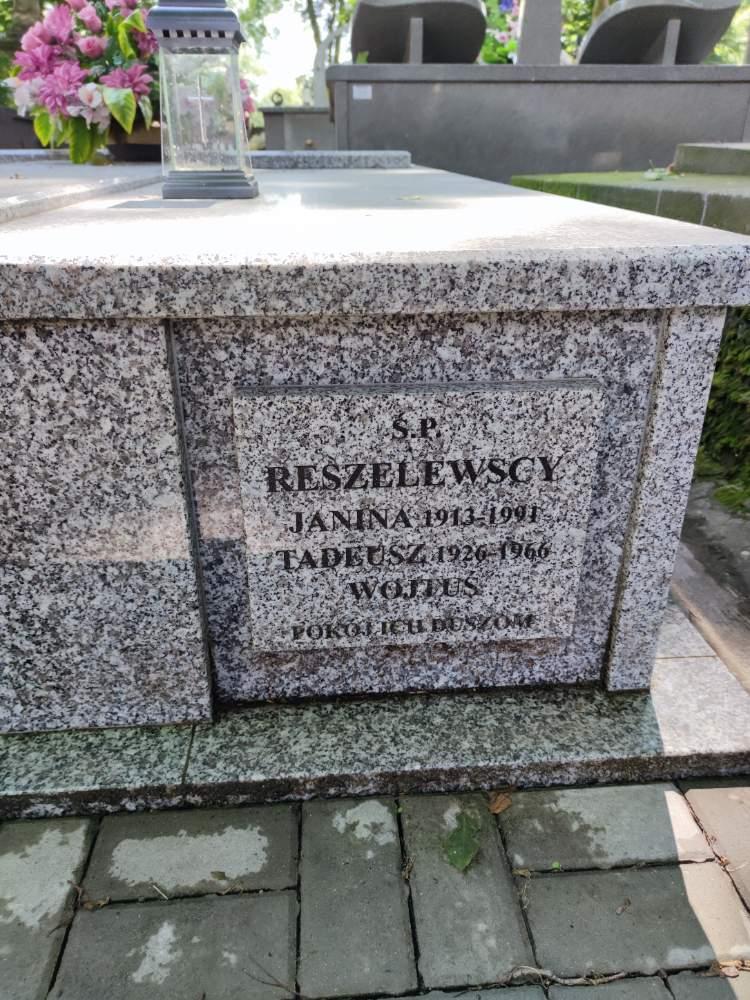 Ś.P.
RESZELEWSCY
JANINA 1913-1991
TADEUSZ 1926-1966
WOJTUŚ
POKÓJ ICH DUSZOM